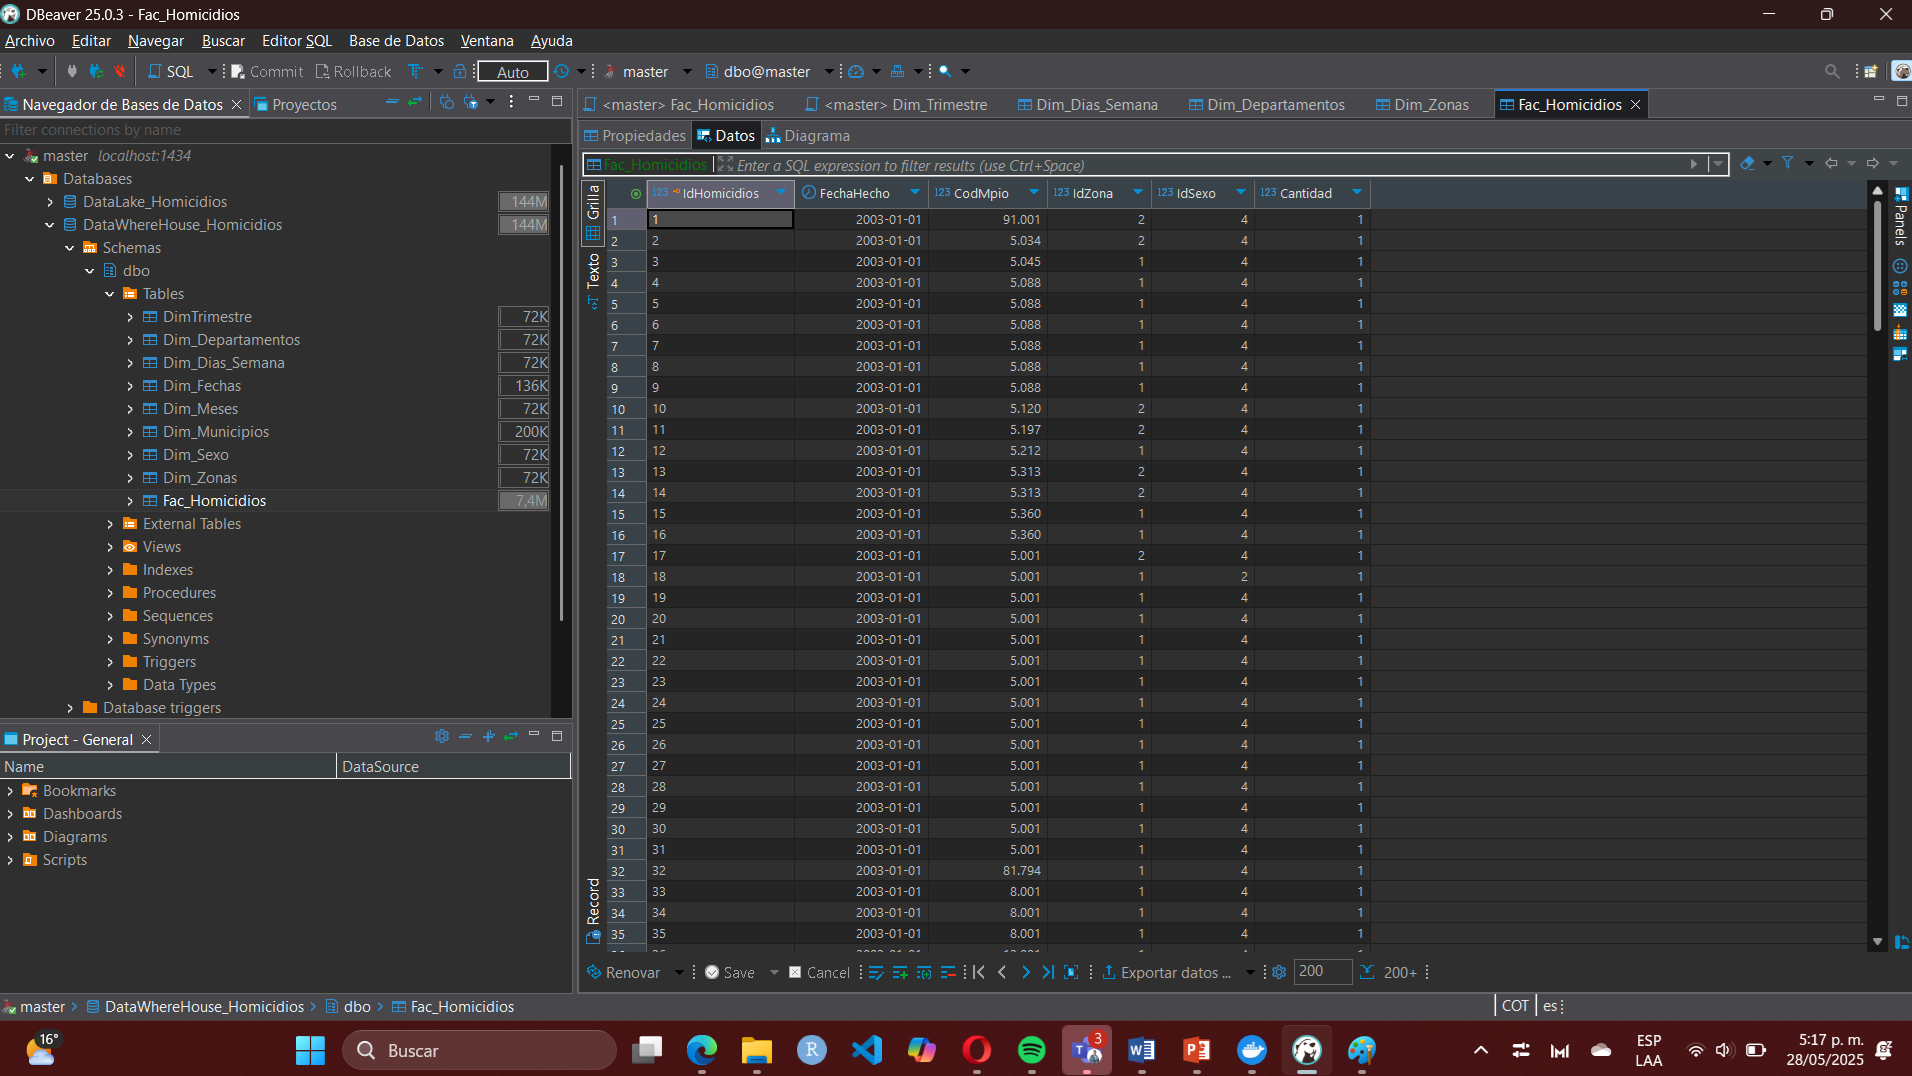 DBeaver 25.0.3 - Fac_Homicidios
Archivo Editar Navegar Buscar Editor SQL Base de Datos Ventana Ayuda
SQL Commit Rollback Auto master dbo@master
Navegador de Bases de Datos Proyectos
<master> Fac_Homicidios <master> Dim_Trimestre Dim_Dias_Semana Dim_Departamentos Dim_Zonas Fac_Homicidios
Filter connections by name
master localhost:1434
Databases
DataLake_Homicidios 144M
DataWhereHouse_Homicidios 144M
Schemas
dbo
Tables
DimTrimestre 72K
Dim_Departamentos 72K
Dim_Dias_Semana 72K
Dim_Fechas 136K
Dim_Meses 72K
Dim_Municipios 200K
Dim_Sexo 72K
Dim_Zonas 72K
Fac_Homicidios 7,4M
External Tables
Views
Indexes
Procedures
Sequences
Synonyms
Triggers
Data Types
Database triggers
Project - General
Name DataSource
Bookmarks
Dashboards
Diagrams
Scripts
Propiedades Datos Diagrama
Fac_Homicidios Enter a SQL expression to filter results (use Ctrl+Space)
Grilla
Texto
Record
Panels
123 IdHomicidios FechaHecho 123 CodMpio 123 IdZona 123 IdSexo 123 Cantidad
1 1 2003-01-01 91.001 2 4 1
2 2 2003-01-01 5.034 2 4 1
3 3 2003-01-01 5.045 1 4 1
4 4 2003-01-01 5.088 1 4 1
5 5 2003-01-01 5.088 1 4 1
6 6 2003-01-01 5.088 1 4 1
7 7 2003-01-01 5.088 1 4 1
8 8 2003-01-01 5.088 1 4 1
9 9 2003-01-01 5.088 1 4 1
10 10 2003-01-01 5.120 2 4 1
11 11 2003-01-01 5.197 2 4 1
12 12 2003-01-01 5.212 1 4 1
13 13 2003-01-01 5.313 2 4 1
14 14 2003-01-01 5.313 2 4 1
15 15 2003-01-01 5.360 1 4 1
16 16 2003-01-01 5.360 1 4 1
17 17 2003-01-01 5.001 2 4 1
18 18 2003-01-01 5.001 1 2 1
19 19 2003-01-01 5.001 1 4 1
20 20 2003-01-01 5.001 1 4 1
21 21 2003-01-01 5.001 1 4 1
22 22 2003-01-01 5.001 1 4 1
23 23 2003-01-01 5.001 1 4 1
24 24 2003-01-01 5.001 1 4 1
25 25 2003-01-01 5.001 1 4 1
26 26 2003-01-01 5.001 1 4 1
27 27 2003-01-01 5.001 1 4 1
28 28 2003-01-01 5.001 1 4 1
29 29 2003-01-01 5.001 1 4 1
30 30 2003-01-01 5.001 1 4 1
31 31 2003-01-01 5.001 1 4 1
32 32 2003-01-01 81.794 1 4 1
33 33 2003-01-01 8.001 1 4 1
34 34 2003-01-01 8.001 1 4 1
35 35 2003-01-01 8.001 1 4 1
Renovar Save Cancel Exportar datos ... 200 200+
master DataWhereHouse_Homicidios dbo Fac_Homicidios
COT es
16°
Buscar
3
ESP
LAA
5:17 p. m.
28/05/2025